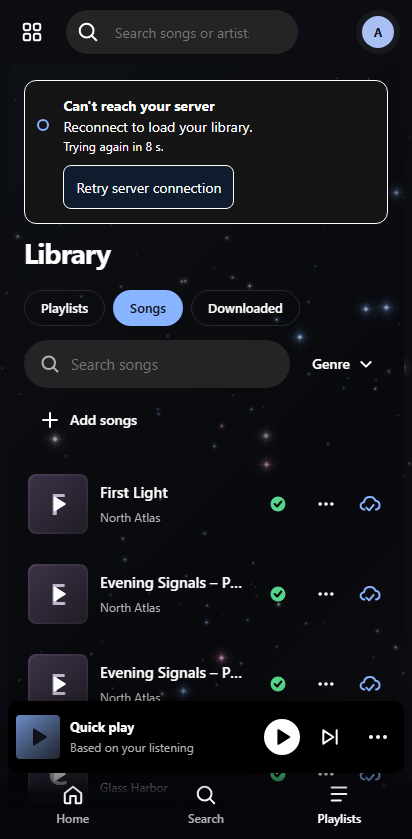 Search songs or artist
A
Can't reach your server
Reconnect to load your library.
Trying again in 8 s.
Retry server connection
Library
Playlists
Songs
Downloaded
Search songs
Genre
Add songs
First Light
North Atlas
Evening Signals – P...
North Atlas
Evening Signals – P...
North Atlas
Quick play
Based on your listening
Glass Harbor
Home
Search
Playlists